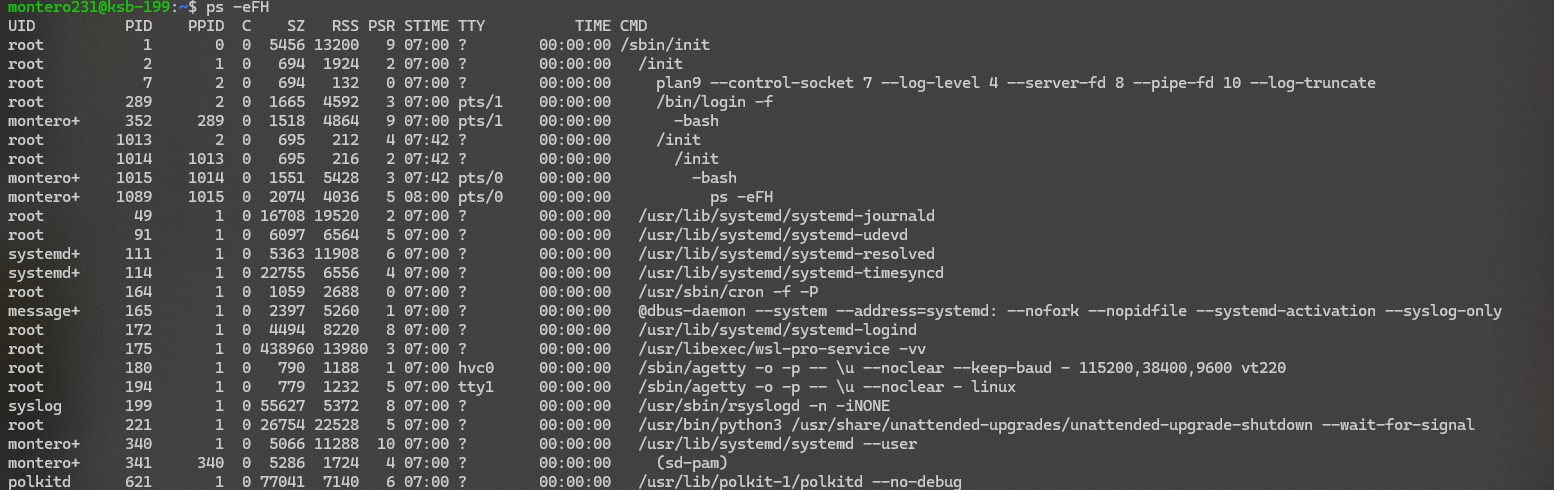 montero231@ksb-199:~$ ps -eFH
UID          PID    PPID  C    SZ   RSS PSR STIME TTY          TIME CMD
root           1       0  0  5456 13200   9 07:00 ?        00:00:00 /sbin/init
root           2       1  0   694  1924   2 07:00 ?        00:00:00   /init
root           7       2  0   694   132   0 07:00 ?        00:00:00     plan9 --control-socket 7 --log-level 4 --server-fd 8 --pipe-fd 10 --log-truncate
root         289       2  0  1665  4592   3 07:00 pts/1    00:00:00     /bin/login -f
montero+     352     289  0  1518  4864   9 07:00 pts/1    00:00:00       -bash
root        1013       2  0   695   212   4 07:42 ?        00:00:00     /init
root        1014    1013  0   695   216   2 07:42 ?        00:00:00       /init
montero+    1015    1014  0  1551  5428   3 07:42 pts/0    00:00:00         -bash
montero+    1089    1015  0  2074  4036   5 08:00 pts/0    00:00:00           ps -eFH
root          49       1  0 16708 19520   2 07:00 ?        00:00:00   /usr/lib/systemd/systemd-journald
root          91       1  0  6097  6564   5 07:00 ?        00:00:00   /usr/lib/systemd/systemd-udevd
systemd+     111       1  0  5363 11908   6 07:00 ?        00:00:00   /usr/lib/systemd/systemd-resolved
systemd+     114       1  0 22755  6556   4 07:00 ?        00:00:00   /usr/lib/systemd/systemd-timesyncd
root         164       1  0  1059  2688   0 07:00 ?        00:00:00   /usr/sbin/cron -f -P
message+     165       1  0  2397  5260   1 07:00 ?        00:00:00   @dbus-daemon --system --address=systemd: --nofork --nopidfile --systemd-activation --syslog-only
root         172       1  0  4494  8220   8 07:00 ?        00:00:00   /usr/lib/systemd/systemd-logind
root         175       1  0 438960 13980  3 07:00 ?        00:00:00   /usr/libexec/wsl-pro-service -vv
root         180       1  0   790  1188   1 07:00 hvc0     00:00:00   /sbin/agetty -o -p -- \u --noclear --keep-baud - 115200,38400,9600 vt220
root         194       1  0   779  1232   5 07:00 tty1     00:00:00   /sbin/agetty -o -p -- \u --noclear - linux
syslog       199       1  0 55627  5372   8 07:00 ?        00:00:00   /usr/sbin/rsyslogd -n -iNONE
root         221       1  0 26754 22528   5 07:00 ?        00:00:00   /usr/bin/python3 /usr/share/unattended-upgrades/unattended-upgrade-shutdown --wait-for-signal
montero+     340       1  0  5066 11288  10 07:00 ?        00:00:00   /usr/lib/systemd/systemd --user
montero+     341     340  0  5286  1724   4 07:00 ?        00:00:00     (sd-pam)
polkitd      621       1  0 77041  7140   6 07:00 ?        00:00:00   /usr/lib/polkit-1/polkitd --no-debug